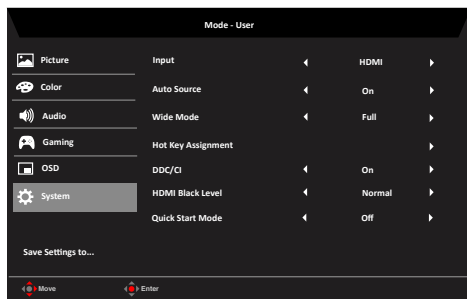 Mode - User
Picture
Input HDMI
Color
Auto Source On
Audio
Wide Mode Full
Gaming
Hot Key Assignment
OSD
DDC/CI On
System
HDMI Black Level Normal
Quick Start Mode Off
Save Settings to...
Move Enter